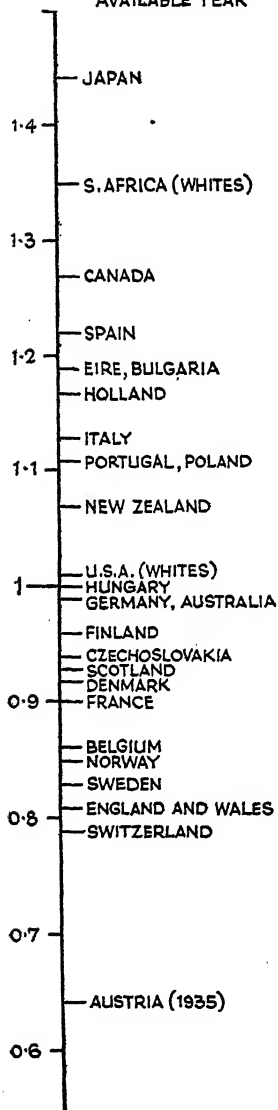 AVAILABLE YEAR
JAPAN
1·4
S. AFRICA (WHITES)
1·3
CANADA
SPAIN
1·2
EIRE, BULGARIA
HOLLAND
ITALY
PORTUGAL, POLAND
1·1
NEW ZEALAND
U.S.A. (WHITES)
1 HUNGARY
GERMANY, AUSTRALIA
FINLAND
CZECHOSLOVAKIA
SCOTLAND
DENMARK
0·9 FRANCE
BELGIUM
NORWAY
SWEDEN
ENGLAND AND WALES
0·8
SWITZERLAND
0·7
AUSTRIA (1935)
0·6